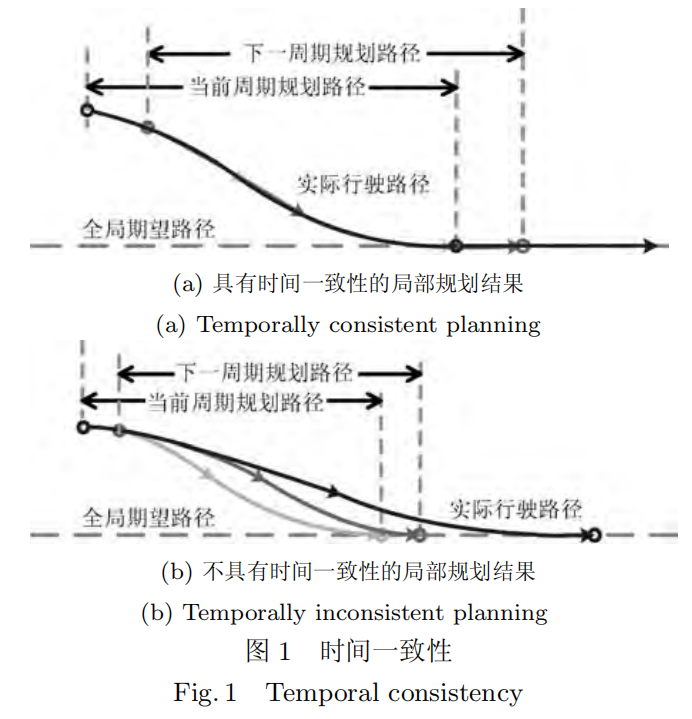 下一周期规划路径
当前周期规划路径
实际行驶路径
全局期望路径
(a) 具有时间一致性的局部规划结果
(a) Temporally consistent planning
下一周期规划路径
当前周期规划路径
全局期望路径
实际行驶路径
(b) 不具有时间一致性的局部规划结果
(b) Temporally inconsistent planning
图 1 时间一致性
Fig. 1 Temporal consistency